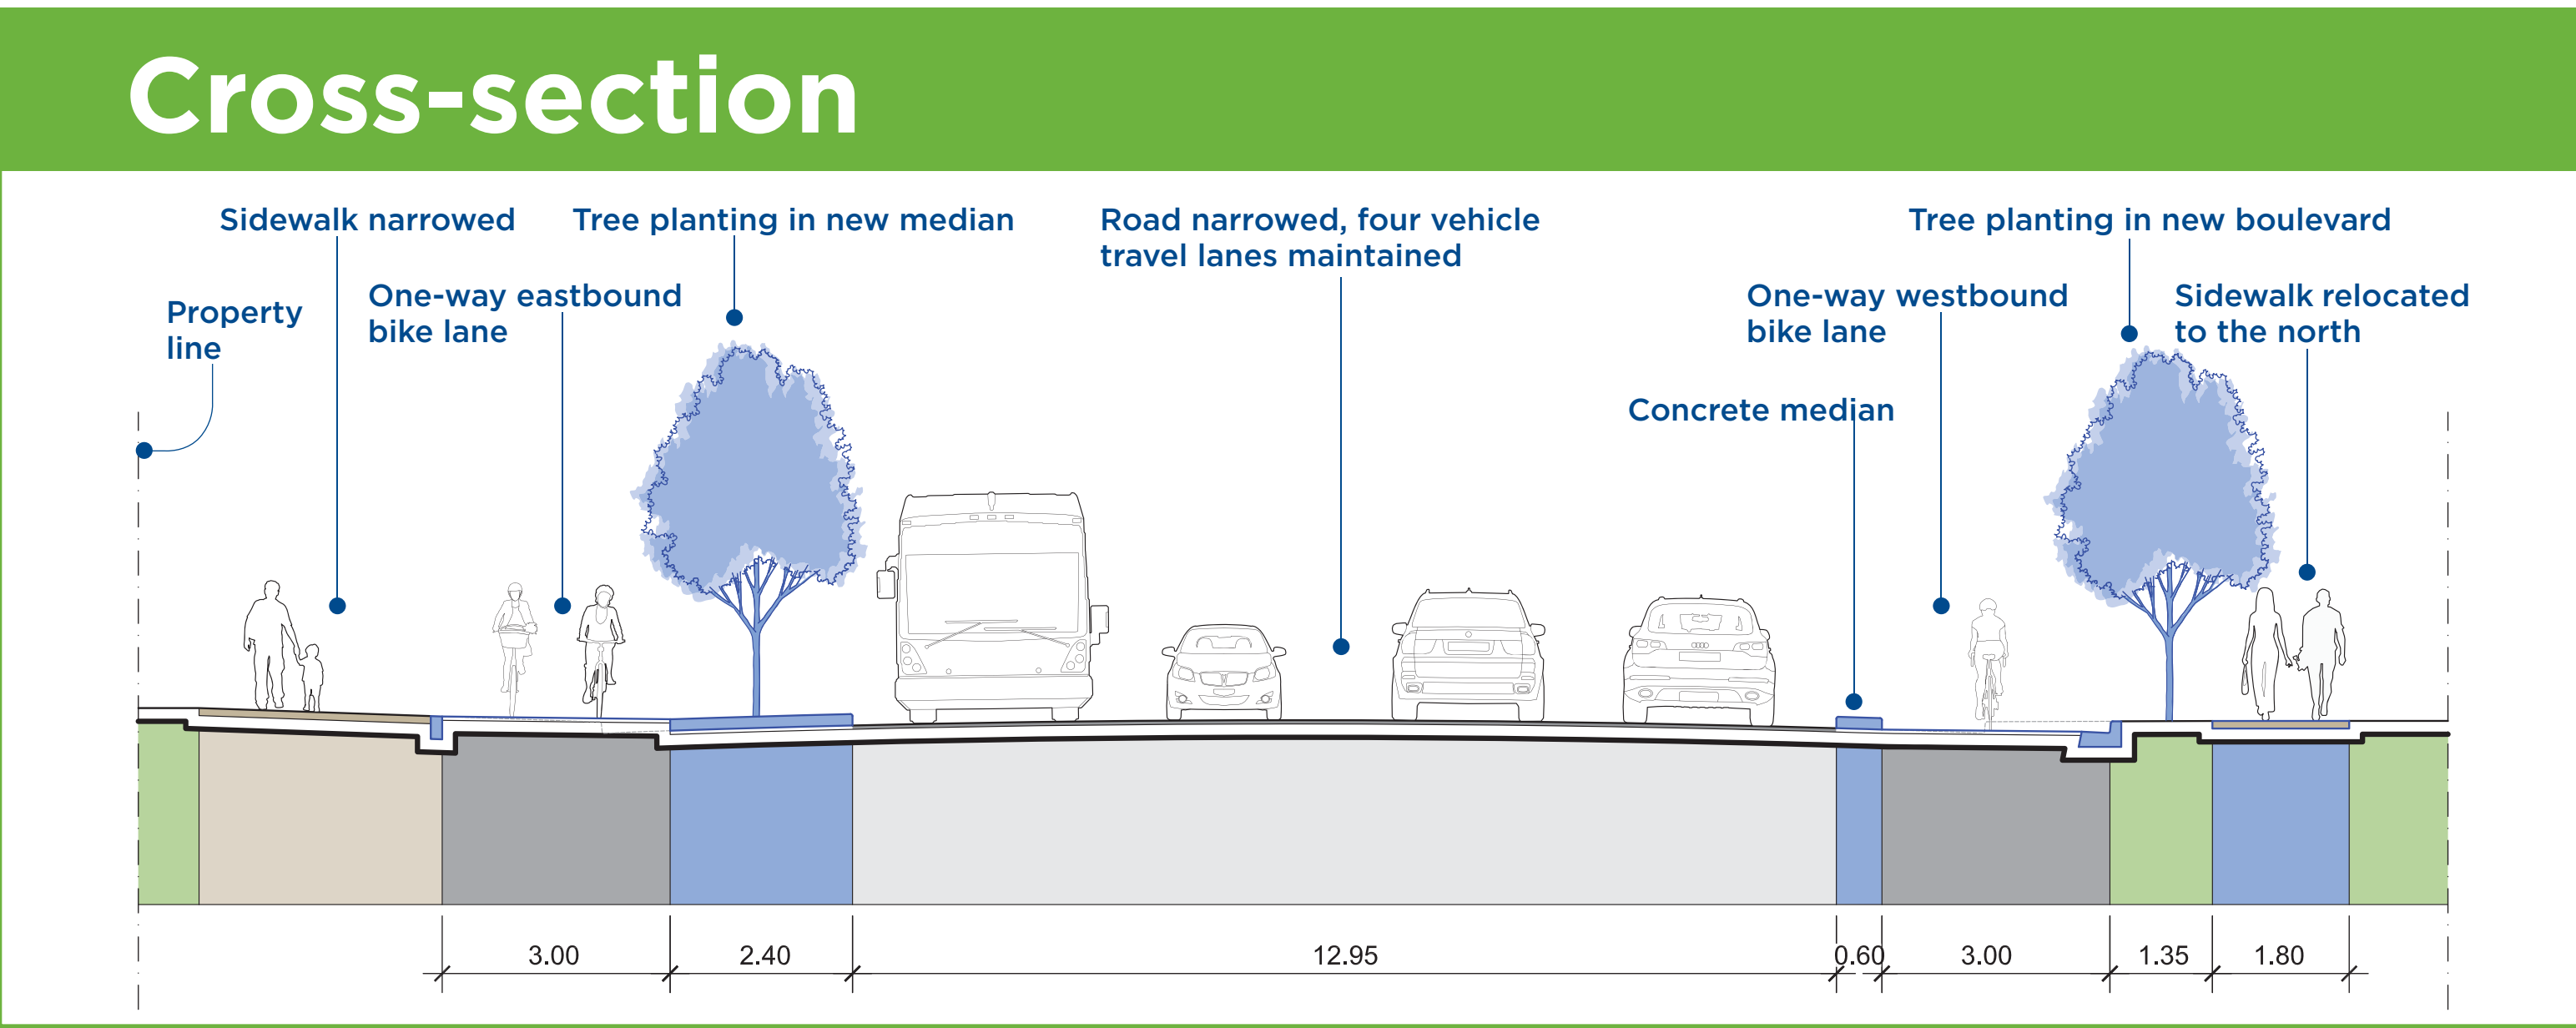 Cross-section
Sidewalk narrowed
Tree planting in new median
Road narrowed, four vehicle
travel lanes maintained
Tree planting in new boulevard
Property
line
One-way eastbound
bike lane
One-way westbound
bike lane
Sidewalk relocated
to the north
Concrete median
3.00
2.40
12.95
0.60
3.00
1.35
1.80